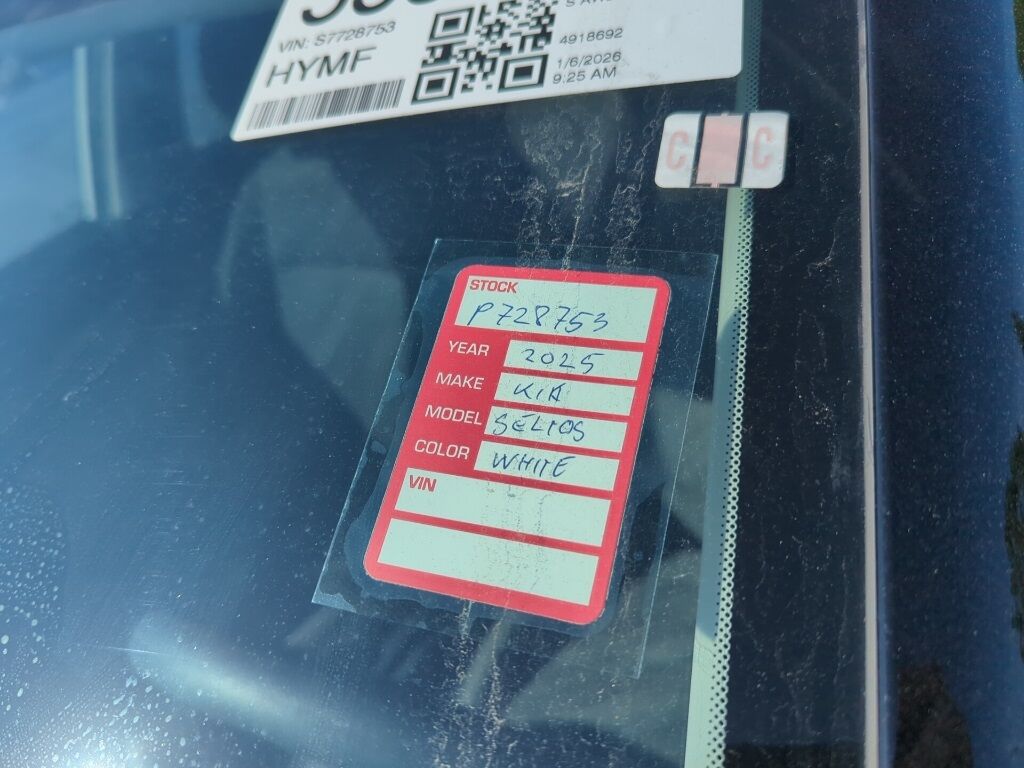 VIN: S7728753
HYMF
4918692
1/6/2026
9:25 AM
C C
STOCK
P728753
YEAR 2025
MAKE KIA
MODEL SELTOS
COLOR WHITE
VIN